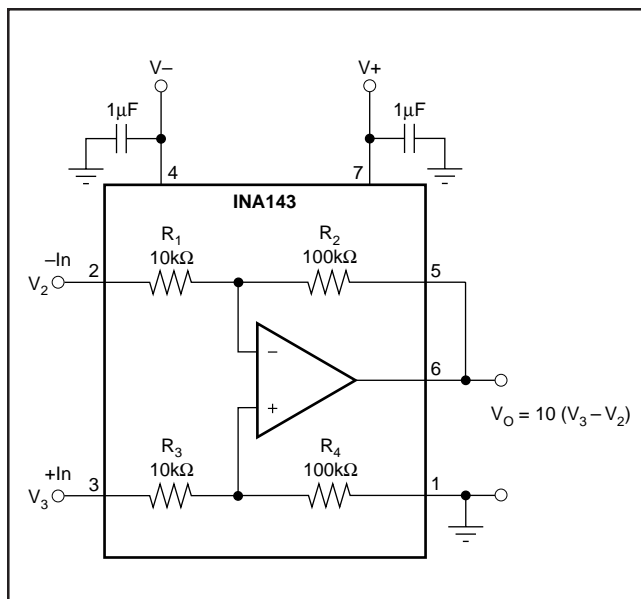 V– V+
1µF 1µF
4 7
INA143
R1 R2
–In 10kΩ 100kΩ 5
2
V2
–
6
+
VO = 10 (V3 – V2)
R3 R4
+In 10kΩ 100kΩ 1
3
V3